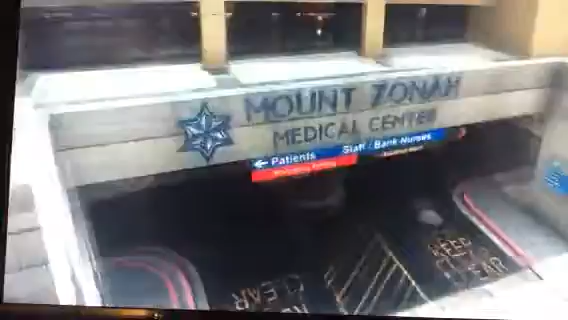 MOUNT ZONAH
MEDICAL CENTER
← Patients Staff / Bank Nurses
KEEP
CLEAR
CLEAR